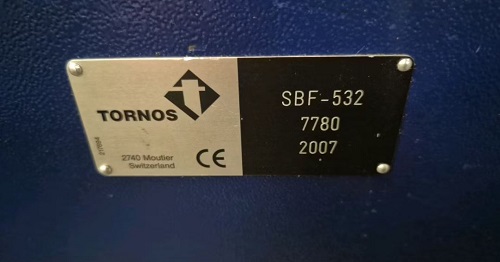 t
TORNOS
2740 Moutier
Switzerland
CE
SBF-532
7780
2007